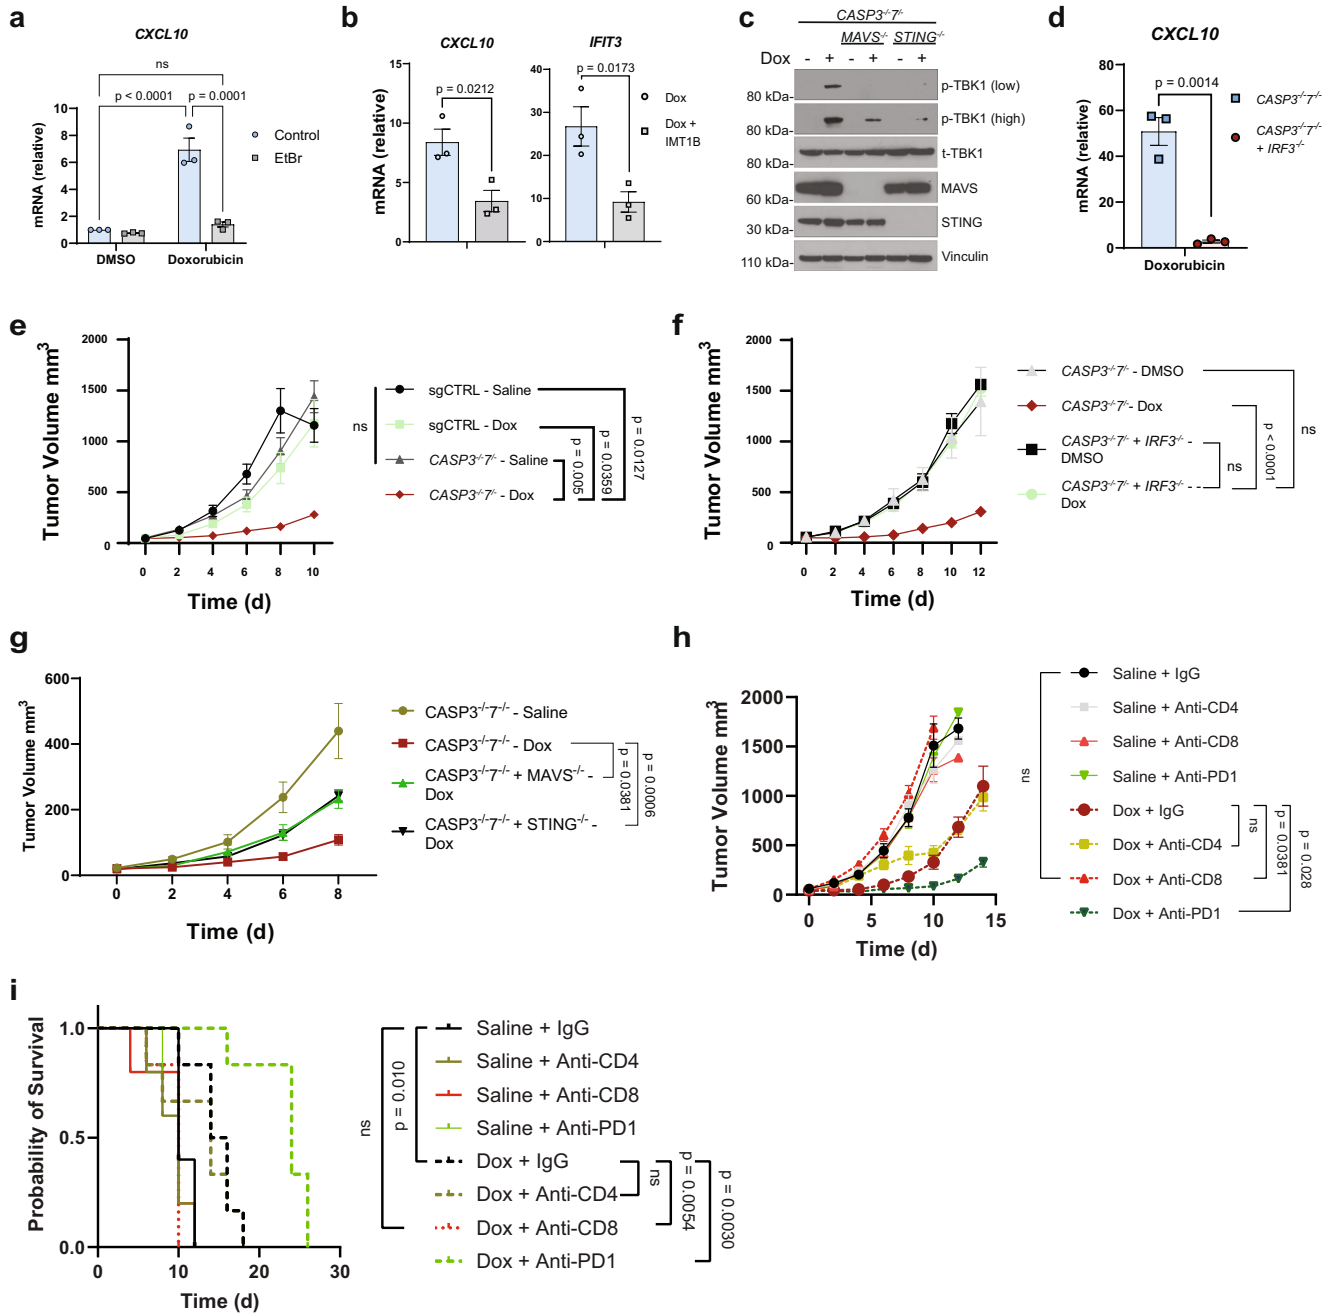 a
CXCL10
ns
p < 0.0001
p = 0.0001
mRNA (relative)
10
8
6
4
2
0
DMSO
Doxorubicin
Control
EtBr
b
CXCL10
IFIT3
p = 0.0212
p = 0.0173
mRNA (relative)
15
10
5
0
40
30
20
10
0
Dox
Dox +
IMT1B
c
CASP3-/-7-/-
MAVS-/-
STING-/-
Dox - + - + - +
80 kDa-
p-TBK1 (low)
80 kDa-
p-TBK1 (high)
80 kDa-
t-TBK1
60 kDa-
MAVS
30 kDa-
STING
110 kDa-
Vinculin
d
CXCL10
p = 0.0014
mRNA (relative)
80
60
40
20
0
Doxorubicin
CASP3-/-7-/-
CASP3-/-7-/-
+ IRF3-/-
e
Tumor Volume mm3
2000
1500
1000
500
0
0 2 4 6 8 10
Time (d)
ns
sgCTRL - Saline
sgCTRL - Dox
CASP3-/-7/- - Saline
CASP3-/-7/- - Dox
p = 0.005
p = 0.0359
p = 0.0127
f
Tumor Volume mm3
2000
1500
1000
500
0
0 2 4 6 8 10 12
Time (d)
CASP3-/-7/- - DMSO
CASP3-/-7/- - Dox
CASP3-/-7/- + IRF3-/- -
DMSO
CASP3-/-7/- + IRF3-/- -
Dox
ns
p < 0.0001
ns
g
Tumor Volume mm3
600
400
200
0
0 2 4 6 8
Time (d)
CASP3-/-7-/- - Saline
CASP3-/-7-/- - Dox
CASP3-/-7-/- + MAVS-/- -
Dox
CASP3-/-7-/- + STING-/- -
Dox
p = 0.0381
p = 0.0006
h
Tumor Volume mm3
2000
1500
1000
500
0
0 5 10 15
Time (d)
ns
Saline + IgG
Saline + Anti-CD4
Saline + Anti-CD8
Saline + Anti-PD1
Dox + IgG
Dox + Anti-CD4
Dox + Anti-CD8
Dox + Anti-PD1
ns
p = 0.0381
p = 0.028
i
Probability of Survival
1.0
0.5
0.0
0 10 20 30
Time (d)
ns
p = 0.010
Saline + IgG
Saline + Anti-CD4
Saline + Anti-CD8
Saline + Anti-PD1
Dox + IgG
Dox + Anti-CD4
Dox + Anti-CD8
Dox + Anti-PD1
ns
p = 0.0054
p = 0.0030